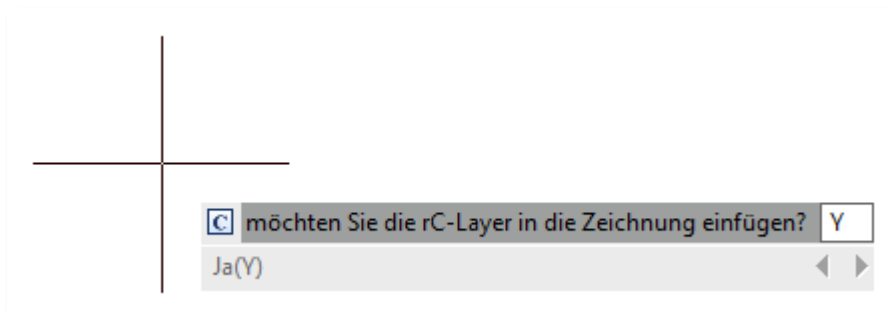 C möchten Sie die rC-Layer in die Zeichnung einfügen? Y
Ja(Y)